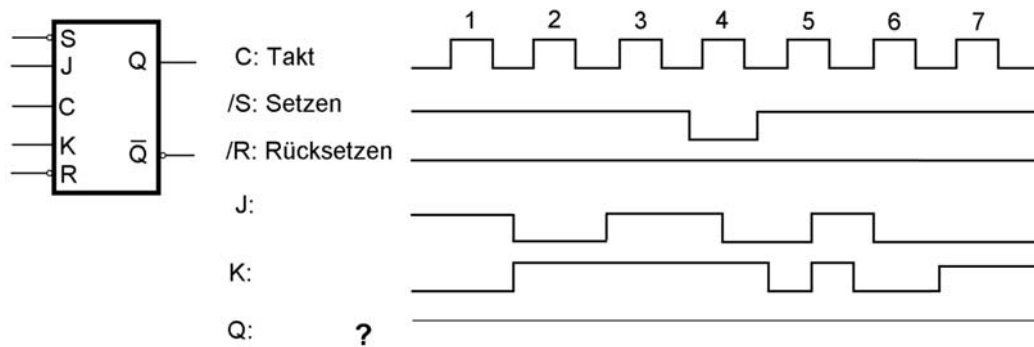 1 2 3 4 5 6 7
S
J Q
C
K Q̅
R
C: Takt
/S: Setzen
/R: Rücksetzen
J:
K:
Q: ?